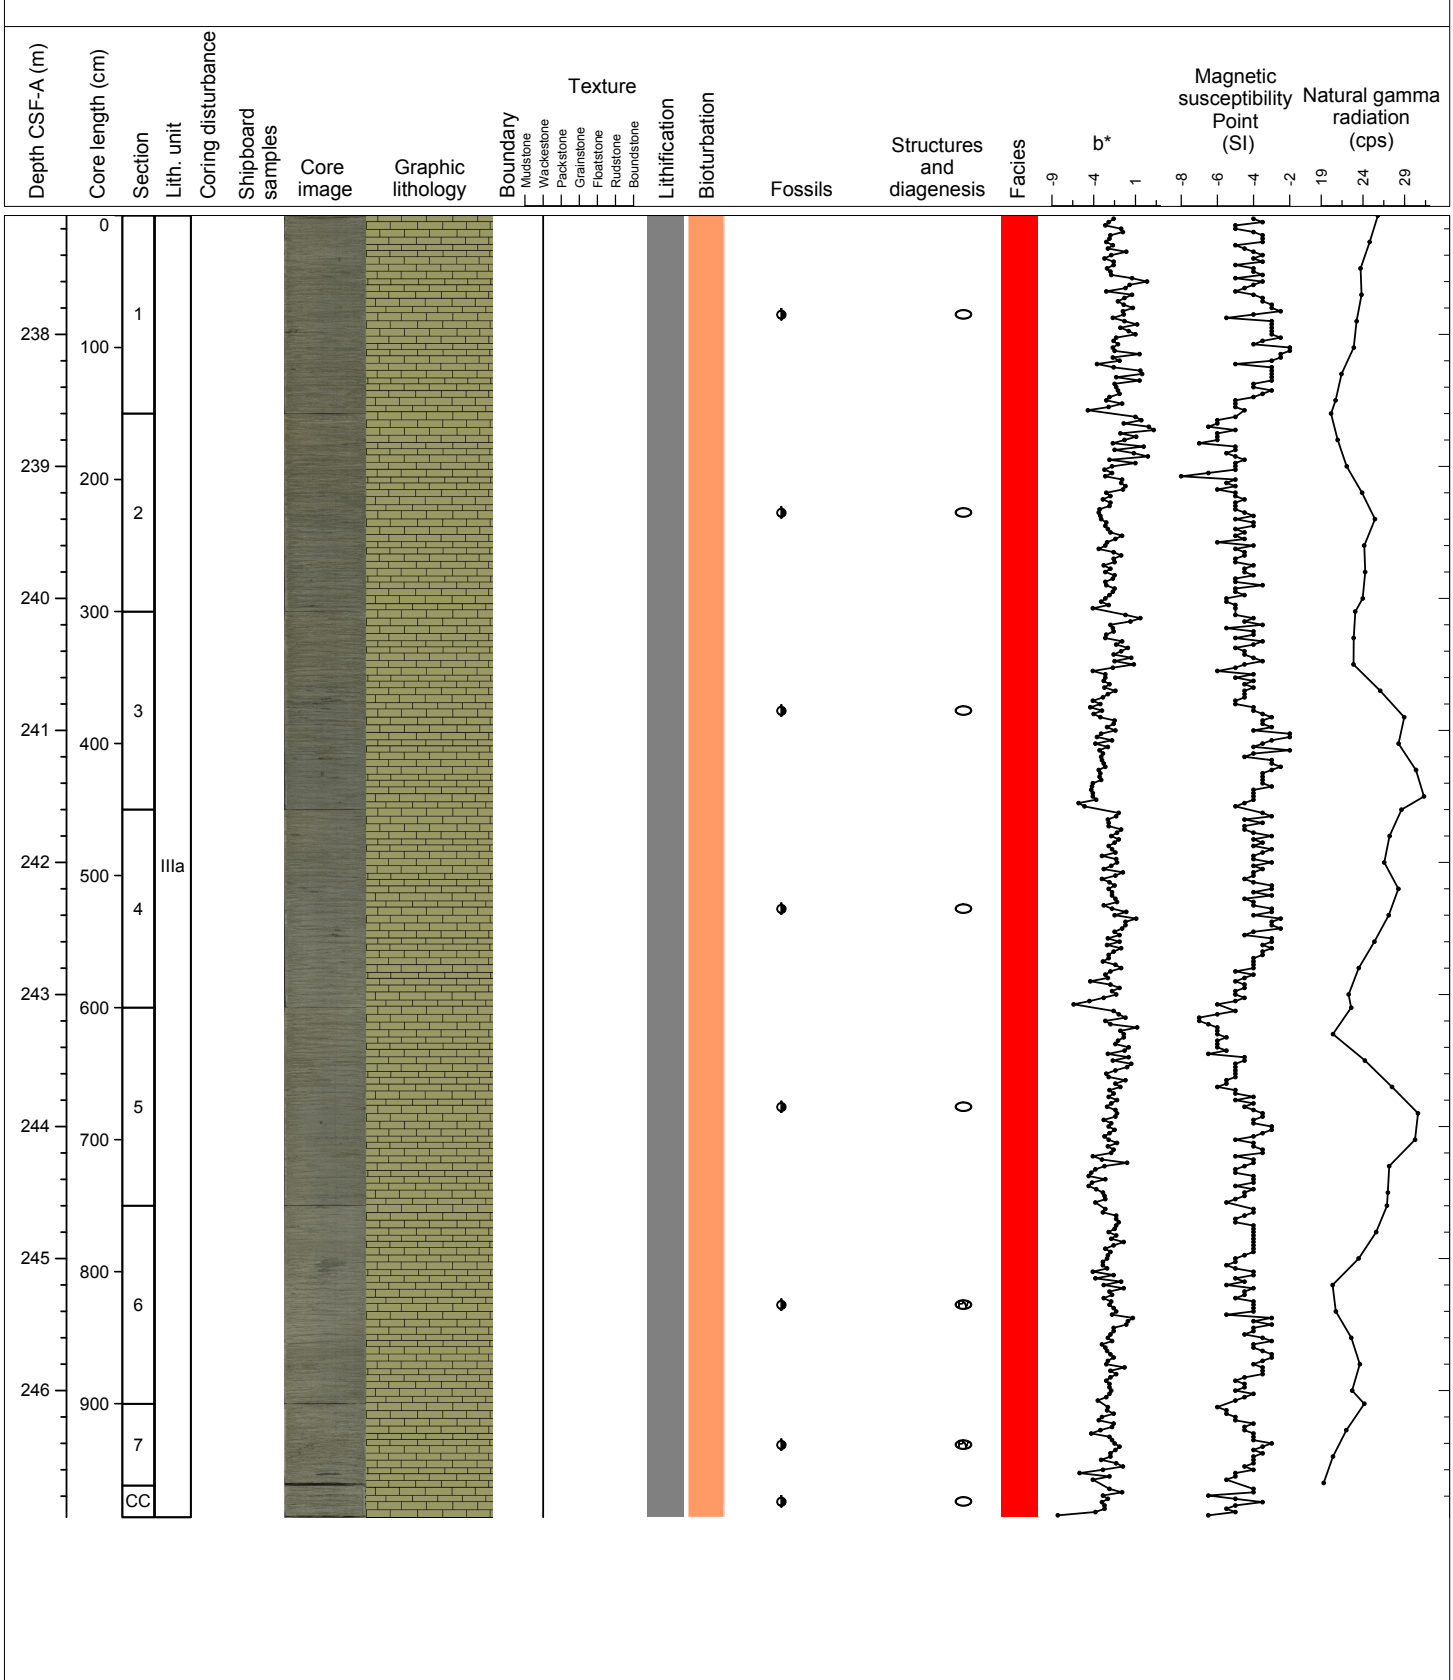 Depth CSF-A (m)
Core length (cm)
Section
Lith. unit
Coring disturbance
Shipboard
samples
Core
image
Graphic
lithology
Boundary
Texture
Mudstone
Wackestone
Packstone
Grainstone
Floatstone
Rudstone
Boundstone
Lithification
Bioturbation
Fossils
Structures
and
diagenesis
Facies
b*
-9 -4 1
Magnetic
susceptibility
Point
(SI)
-8 -6 -4 -2
Natural gamma
radiation
(cps)
19 24 29
0
1
238
100
239
200
2
240
300
3
241
400
242
IIIa
500
4
243
600
5
244
700
245
800
6
246
900
7
CC